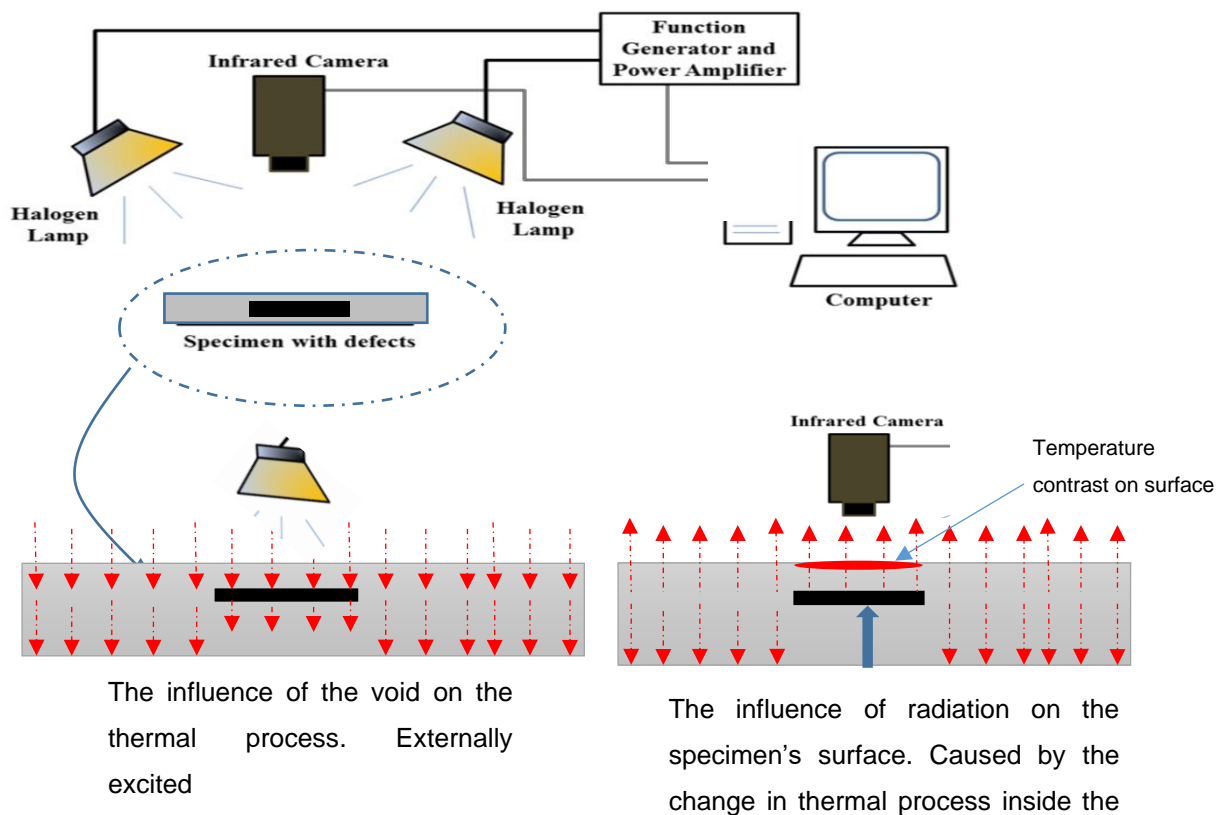 Function
Generator and
Power Amplifier
Infrared Camera
Halogen
Lamp
Halogen
Lamp
Computer
Specimen with defects
Infrared Camera
Temperature
contrast on surface
The influence of the void on the
thermal process. Externally
excited
The influence of radiation on the
specimen’s surface. Caused by the
change in thermal process inside the